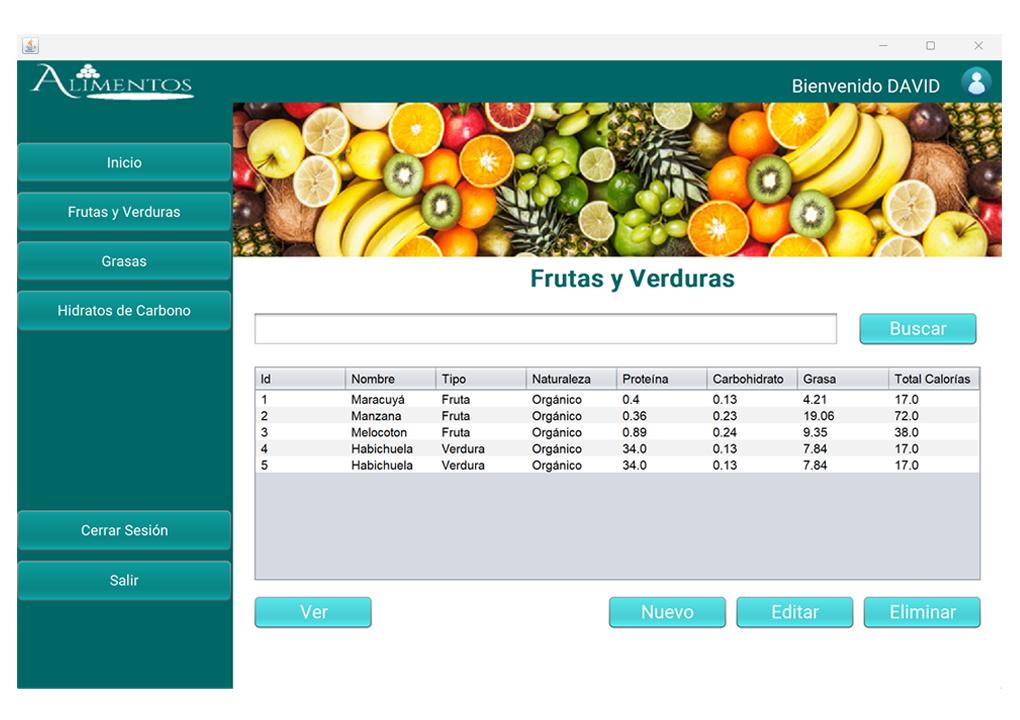 ALIMENTOS
Bienvenido DAVID
Inicio
Frutas y Verduras
Grasas
Hidratos de Carbono
Cerrar Sesión
Salir
Frutas y Verduras
Buscar
Id Nombre Tipo Naturaleza Proteína Carbohidrato Grasa Total Calorías
1 Maracuyá Fruta Orgánico 0.4 0.13 4.21 17.0
2 Manzana Fruta Orgánico 0.36 0.23 19.06 72.0
3 Melocoton Fruta Orgánico 0.89 0.24 9.35 38.0
4 Habichuela Verdura Orgánico 34.0 0.13 7.84 17.0
5 Habichuela Verdura Orgánico 34.0 0.13 7.84 17.0
Ver Nuevo Editar Eliminar